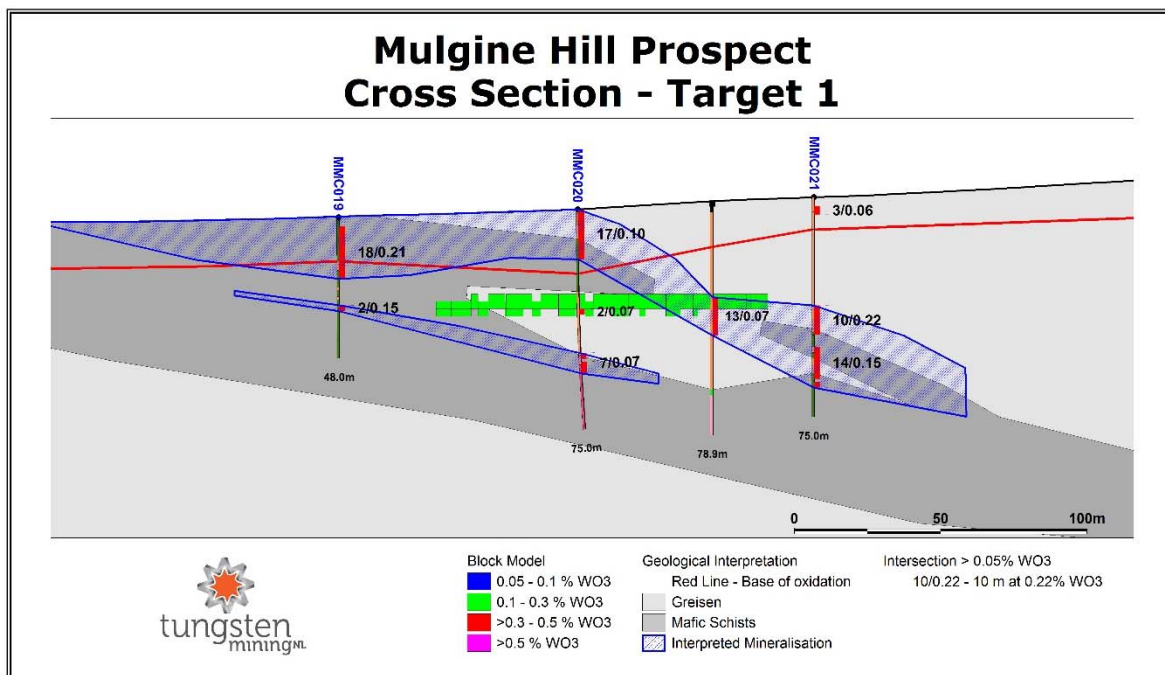 Mulgine Hill Prospect
Cross Section - Target 1
MMC019
MMC020
MMC021
3/0.06
17/0.10
18/0.21
2/0.15
2/0.07
13/0.07
10/0.22
7/0.07
14/0.15
48.0m
75.0m
78.9m
75.0m
0 50 100m
Block Model
0.05 - 0.1 % WO3
0.1 - 0.3 % WO3
>0.3 - 0.5 % WO3
>0.5 % WO3
Geological Interpretation
Red Line - Base of oxidation
Greisen
Mafic Schists
Interpreted Mineralisation
Intersection > 0.05% WO3
10/0.22 - 10 m at 0.22% WO3
tungsten
mining NL